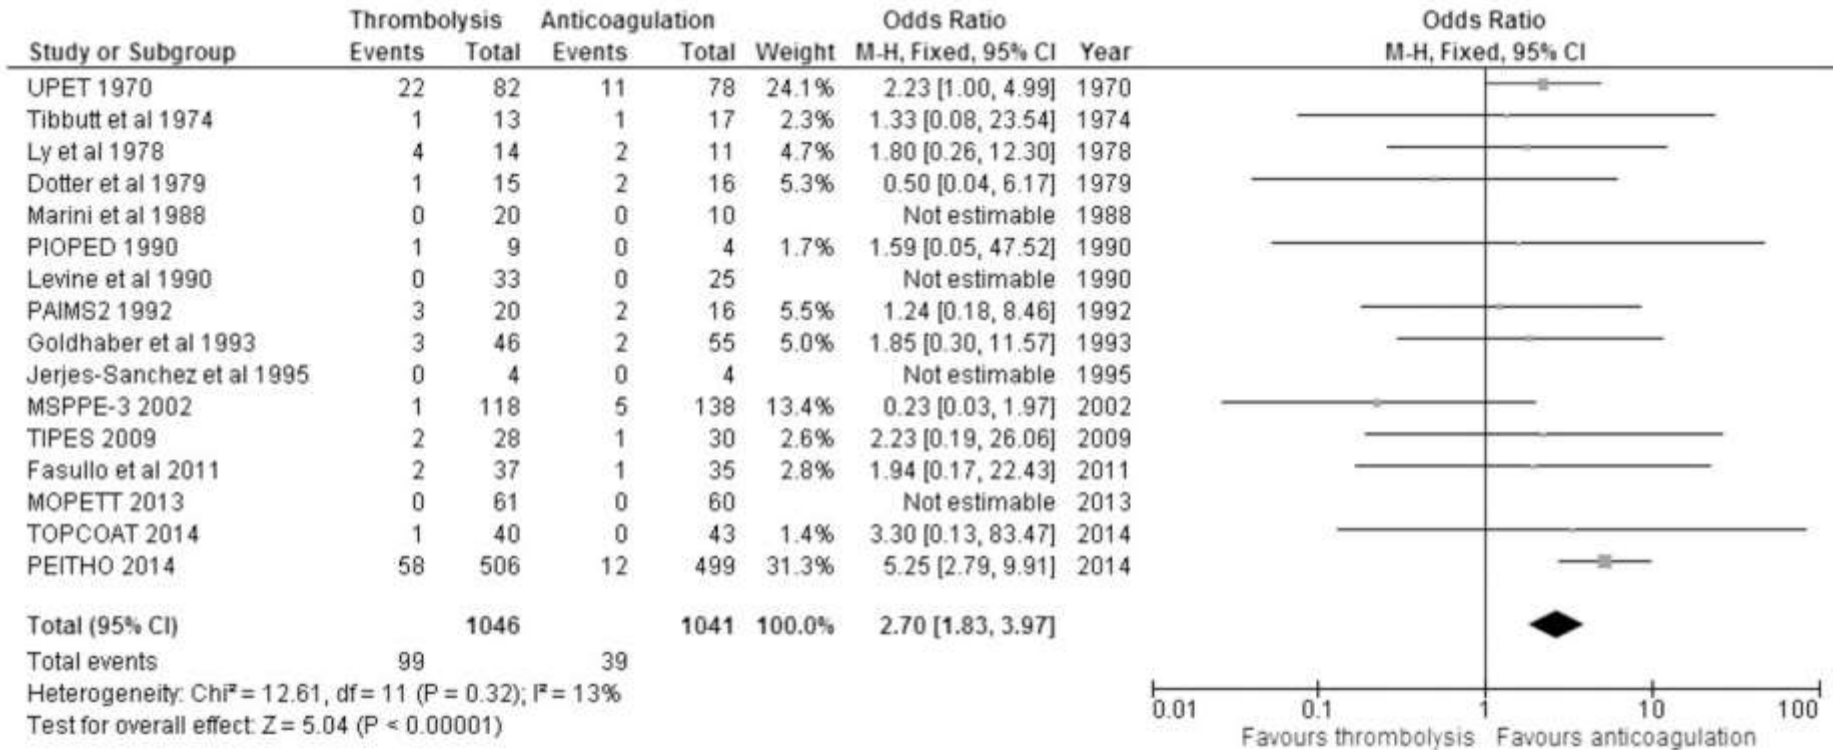 Thrombolysis Anticoagulation Odds Ratio Odds Ratio
Study or Subgroup Events Total Events Total Weight M-H, Fixed, 95% CI Year M-H, Fixed, 95% CI
UPET 1970 22 82 11 78 24.1% 2.23 [1.00, 4.99] 1970
Tibbutt et al 1974 1 13 1 17 2.3% 1.33 [0.08, 23.54] 1974
Ly et al 1978 4 14 2 11 4.7% 1.80 [0.26, 12.30] 1978
Dotter et al 1979 1 15 2 16 5.3% 0.50 [0.04, 6.17] 1979
Marini et al 1988 0 20 0 10 Not estimable 1988
PIOPED 1990 1 9 0 4 1.7% 1.59 [0.05, 47.52] 1990
Levine et al 1990 0 33 0 25 Not estimable 1990
PAIMS2 1992 3 20 2 16 5.5% 1.24 [0.18, 8.46] 1992
Goldhaber et al 1993 3 46 2 55 5.0% 1.85 [0.30, 11.57] 1993
Jerjes-Sanchez et al 1995 0 4 0 4 Not estimable 1995
MSPPE-3 2002 1 118 5 138 13.4% 0.23 [0.03, 1.97] 2002
TIPES 2009 2 28 1 30 2.6% 2.23 [0.19, 26.06] 2009
Fasullo et al 2011 2 37 1 35 2.8% 1.94 [0.17, 22.43] 2011
MOPETT 2013 0 61 0 60 Not estimable 2013
TOPCOAT 2014 1 40 0 43 1.4% 3.30 [0.13, 83.47] 2014
PEITHO 2014 58 506 12 499 31.3% 5.25 [2.79, 9.91] 2014
Total (95% CI) 1046 1041 100.0% 2.70 [1.83, 3.97]
Total events 99 39
Heterogeneity: Chi² = 12.61, df = 11 (P = 0.32); I² = 13%
Test for overall effect: Z = 5.04 (P < 0.00001)
0.01 0.1 1 10 100
Favours thrombolysis Favours anticoagulation